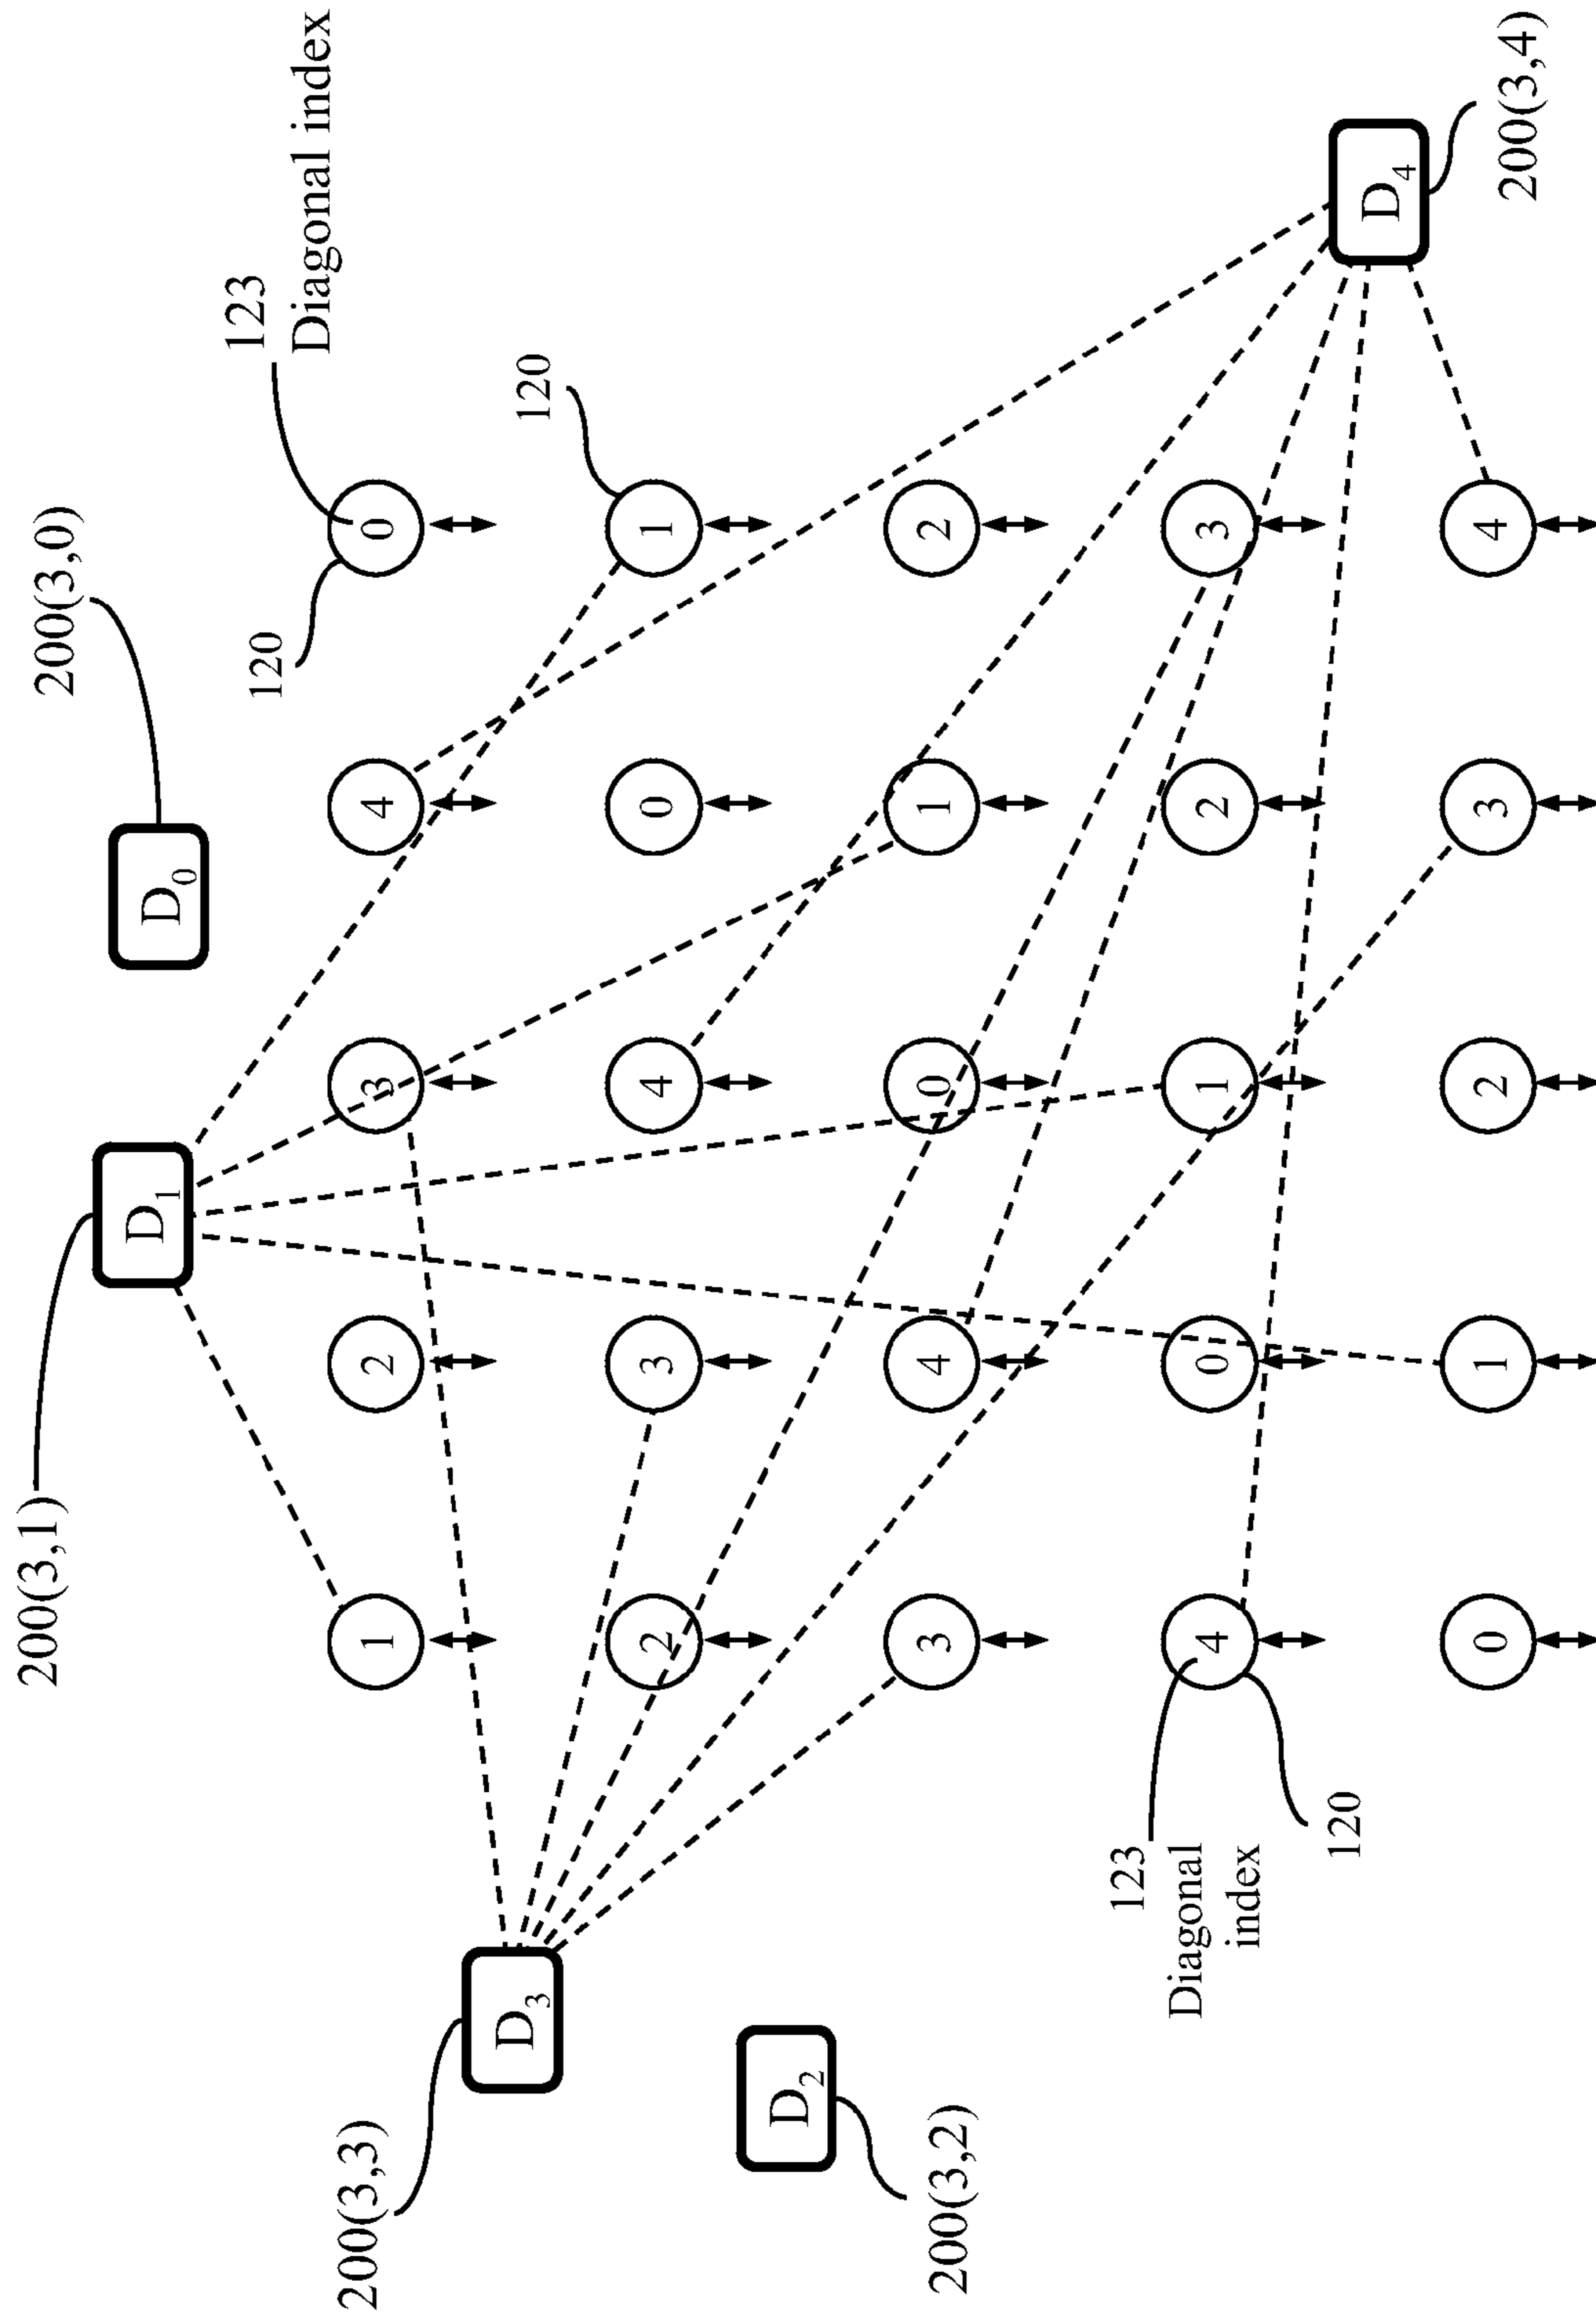 200(3,1)
200(3,0)
D1
D0
120
123
Diagonal index
200(3,3)
1 2 3 4 0
D3
120
2 3 4 0 1
D2
200(3,2)
3 4 0 1 2
123
Diagonal
index
4 0 1 2 3
120
D4
0 1 2 3 4
200(3,4)